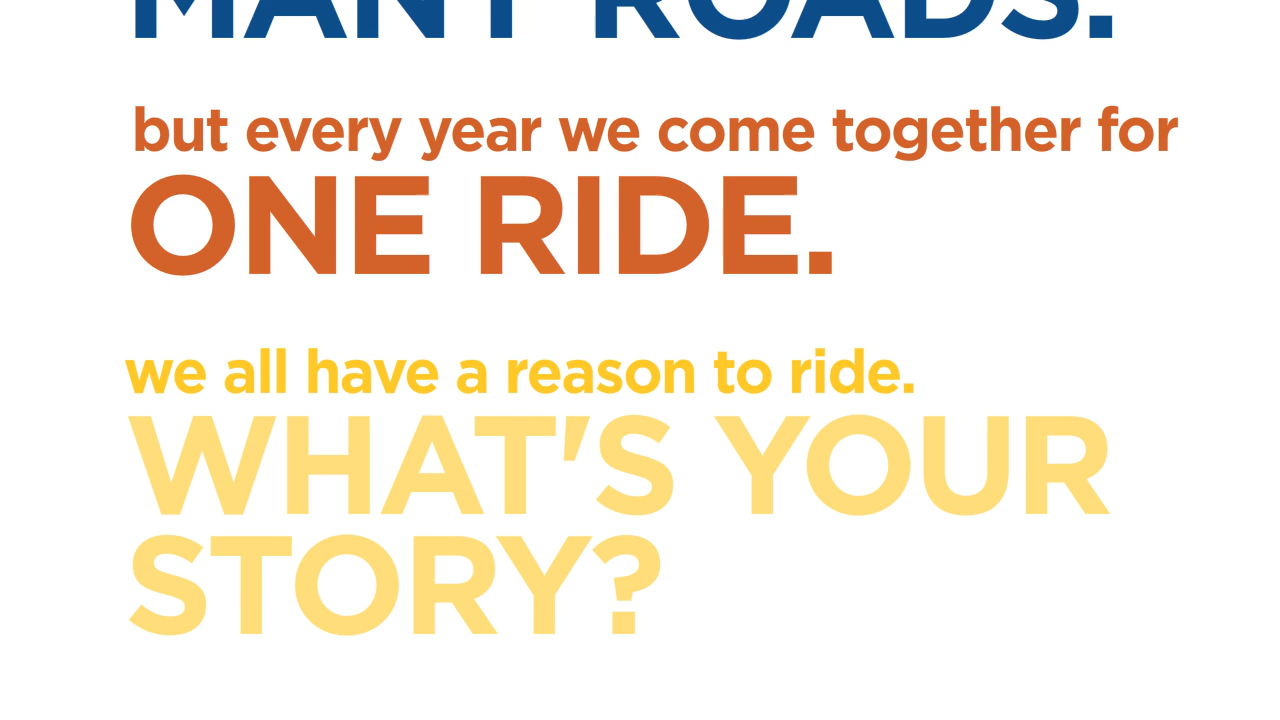 MANY ROADS.
but every year we come together for
ONE RIDE.
we all have a reason to ride.
WHAT'S YOUR
STORY?